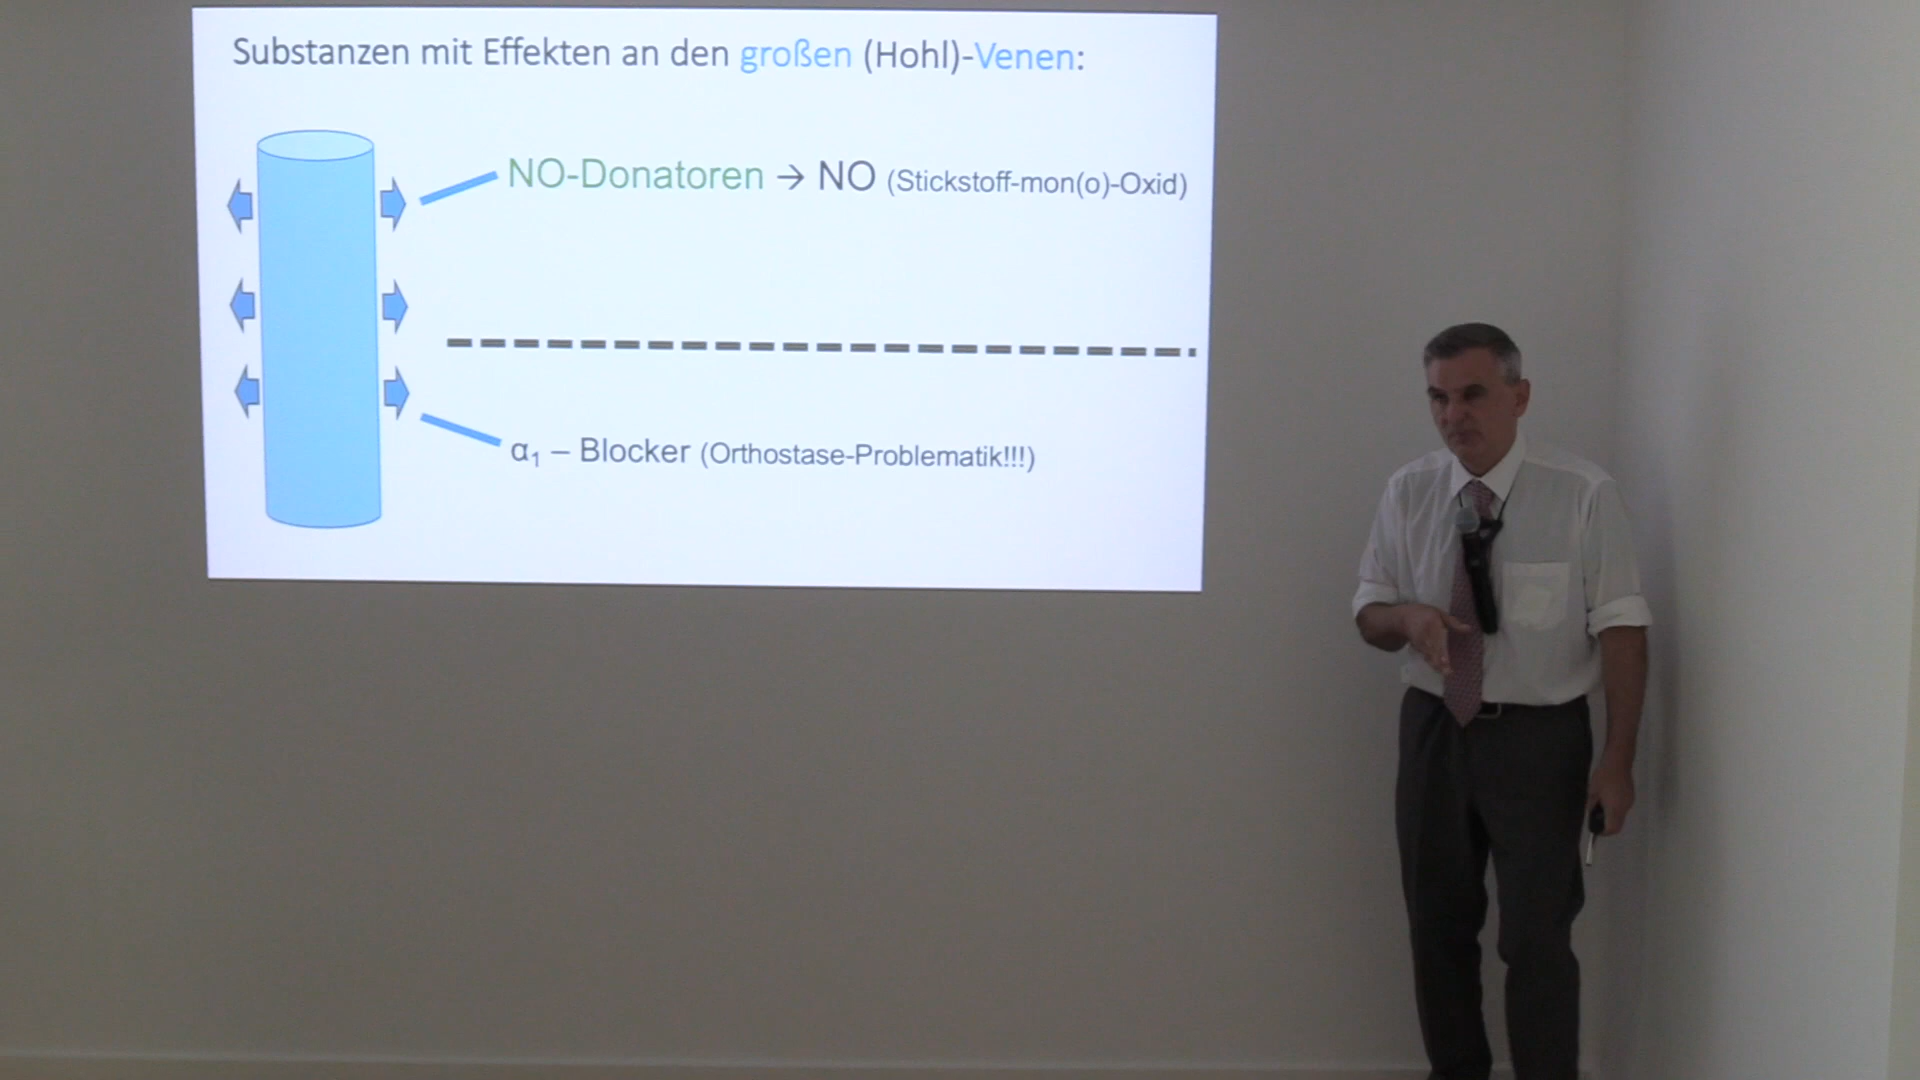 Substanzen mit Effekten an den großen (Hohl)-Venen:
NO-Donatoren → NO (Stickstoff-mon(o)-Oxid)
α₁ – Blocker (Orthostase-Problematik!!!)